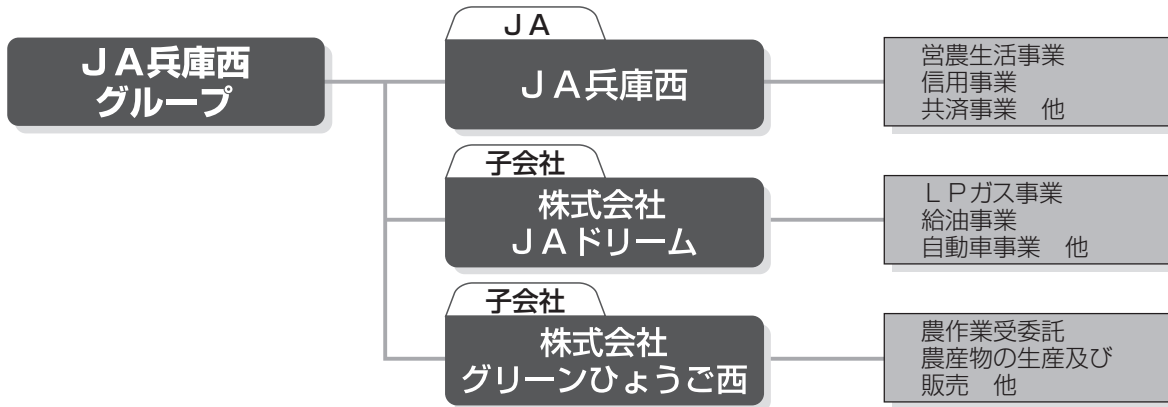 ＪＡ兵庫西
グループ
ＪＡ
ＪＡ兵庫西
営農生活事業
信用事業
共済事業　他
子会社
株式会社
ＪＡドリーム
ＬＰガス事業
給油事業
自動車事業　他
子会社
株式会社
グリーンひょうご西
農作業受委託
農産物の生産及び
販売　他